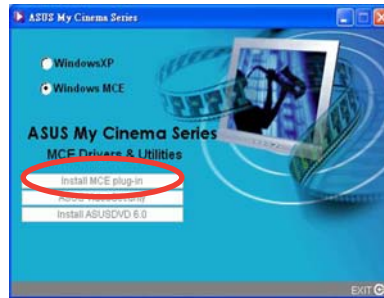 ASUS My Cinema Series
WindowsXP
Windows MCE
ASUS My Cinema Series
MCE Drivers & Utilities
Install MCE plug-in
Install ASUSDVD 6.0
EXIT